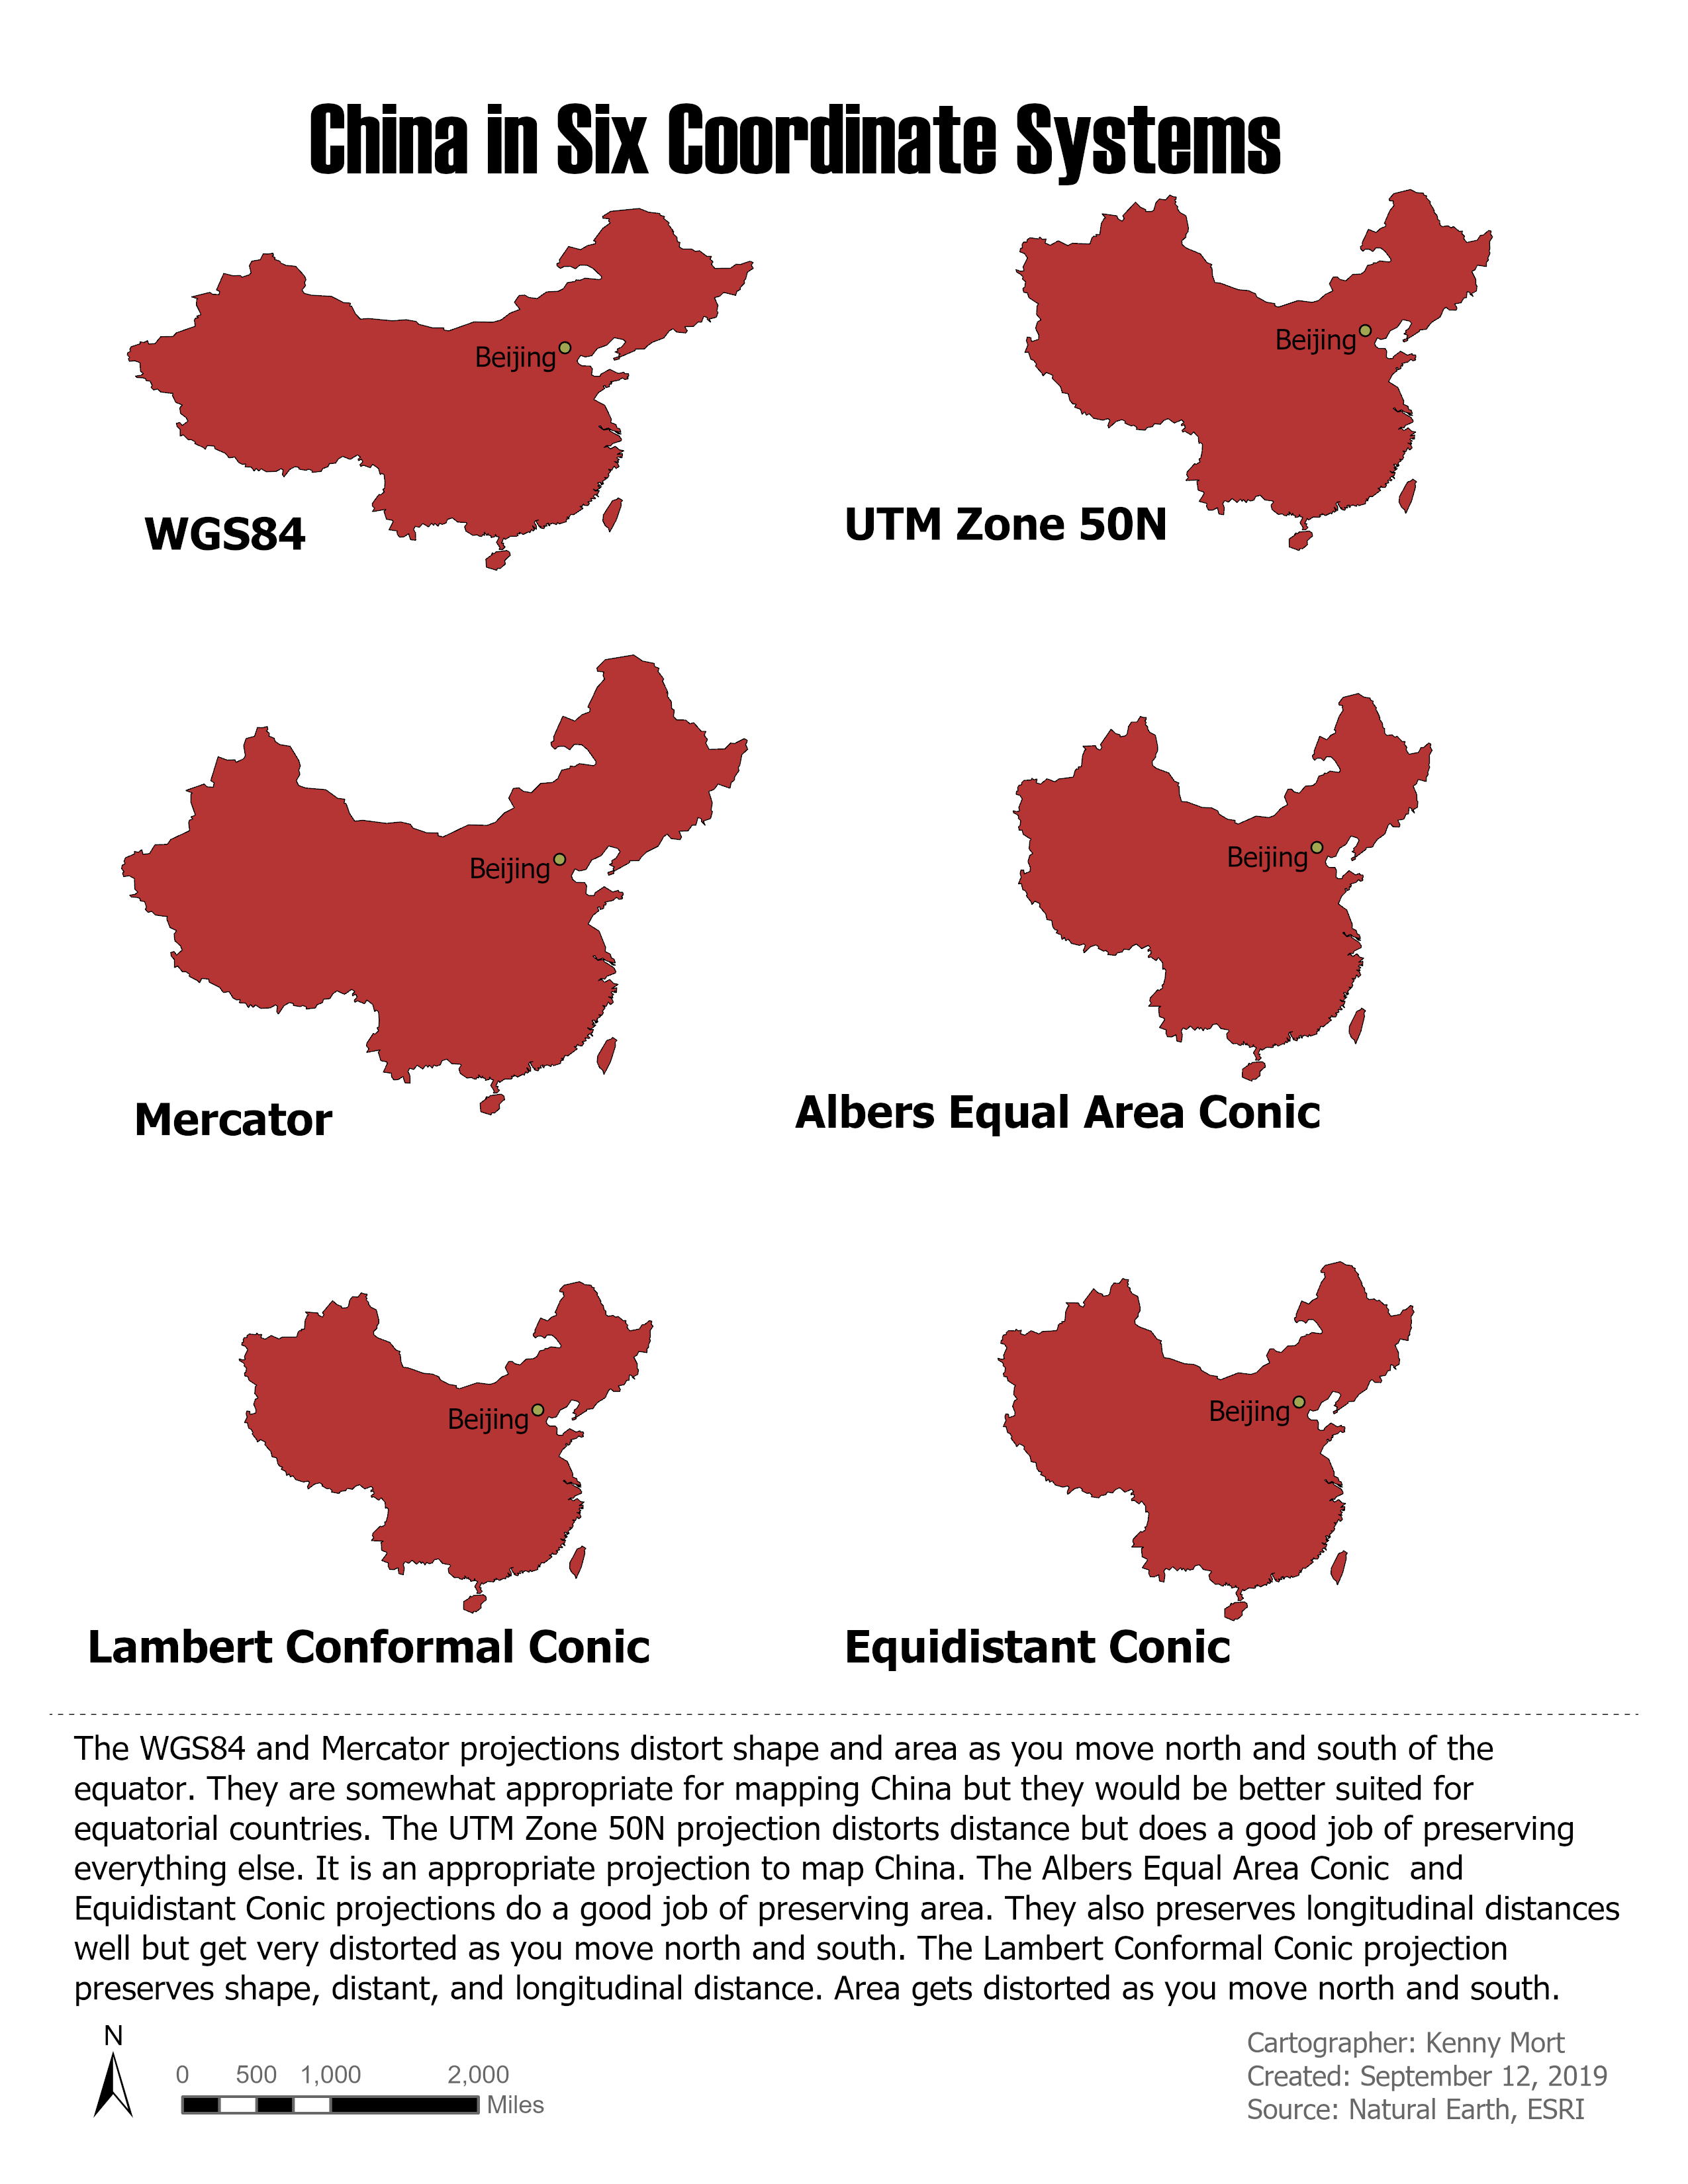 China in Six Coordinate Systems
Beijing
WGS84
Beijing
UTM Zone 50N
Beijing
Mercator
Beijing
Albers Equal Area Conic
Beijing
Lambert Conformal Conic
Beijing
Equidistant Conic
The WGS84 and Mercator projections distort shape and area as you move north and south of the
equator. They are somewhat appropriate for mapping China but they would be better suited for
equatorial countries. The UTM Zone 50N projection distorts distance but does a good job of preserving
everything else. It is an appropriate projection to map China. The Albers Equal Area Conic  and
Equidistant Conic projections do a good job of preserving area. They also preserves longitudinal distances
well but get very distorted as you move north and south. The Lambert Conformal Conic projection
preserves shape, distant, and longitudinal distance. Area gets distorted as you move north and south.
N
0 500 1,000 2,000
Miles
Cartographer: Kenny Mort
Created: September 12, 2019
Source: Natural Earth, ESRI